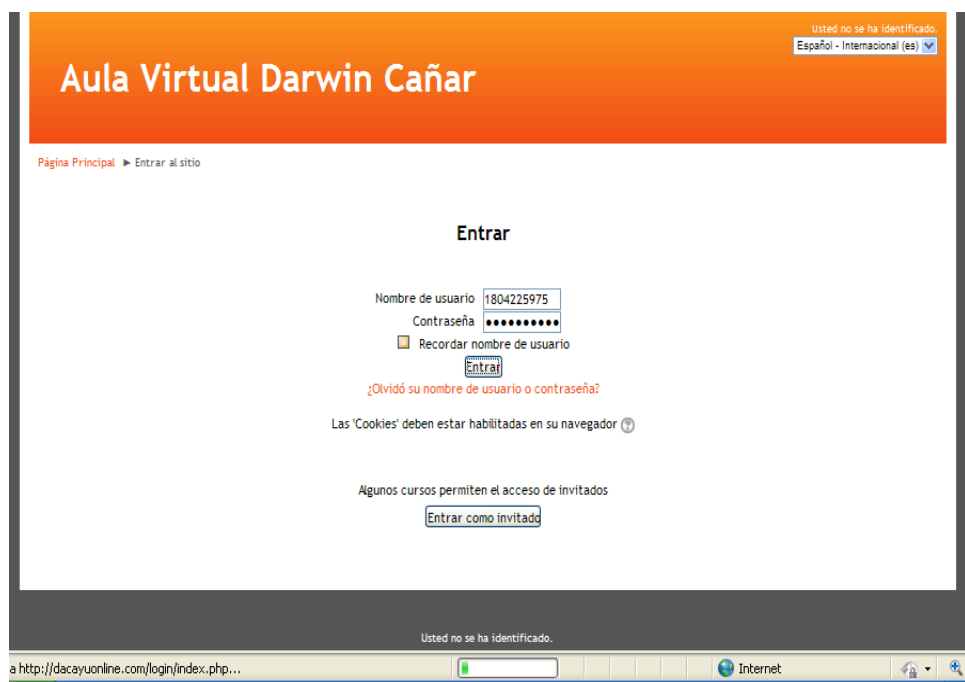 Usted no se ha identificado.
Español - Internacional (es)
Aula Virtual Darwin Cañar
Página Principal ► Entrar al sitio
Entrar
Nombre de usuario 1804225975
Contraseña ●●●●●●●●●●
Recordar nombre de usuario
Entrar
¿Olvidó su nombre de usuario o contraseña?
Las 'Cookies' deben estar habilitadas en su navegador ?
Algunos cursos permiten el acceso de invitados
Entrar como invitado
Usted no se ha identificado.
a http://dacayuonline.com/login/index.php...
Internet